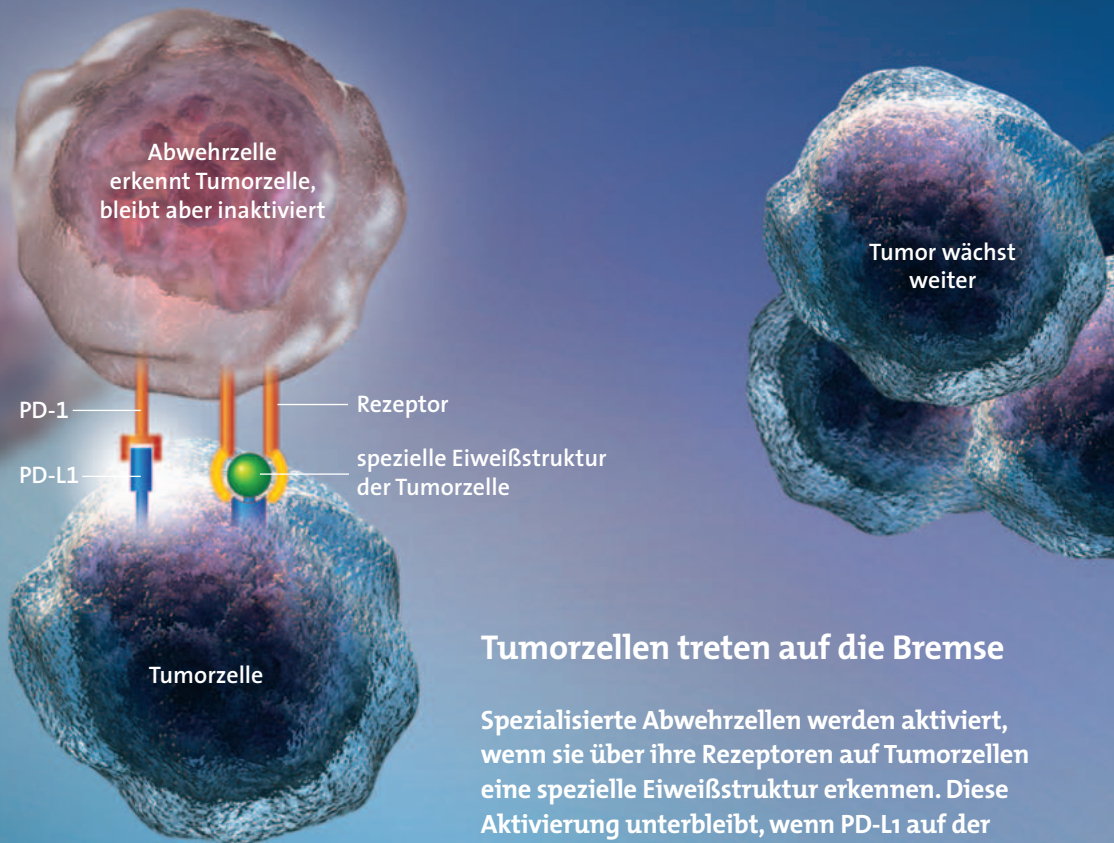 Abwehrzelle
erkennt Tumorzelle,
bleibt aber inaktiviert
Tumor wächst
weiter
PD-1
Rezeptor
PD-L1
spezielle Eiweißstruktur
der Tumorzelle
Tumorzelle
Tumorzellen treten auf die Bremse
Spezialisierte Abwehrzellen werden aktiviert,
wenn sie über ihre Rezeptoren auf Tumorzellen
eine spezielle Eiweißstruktur erkennen. Diese
Aktivierung unterbleibt, wenn PD-L1 auf der